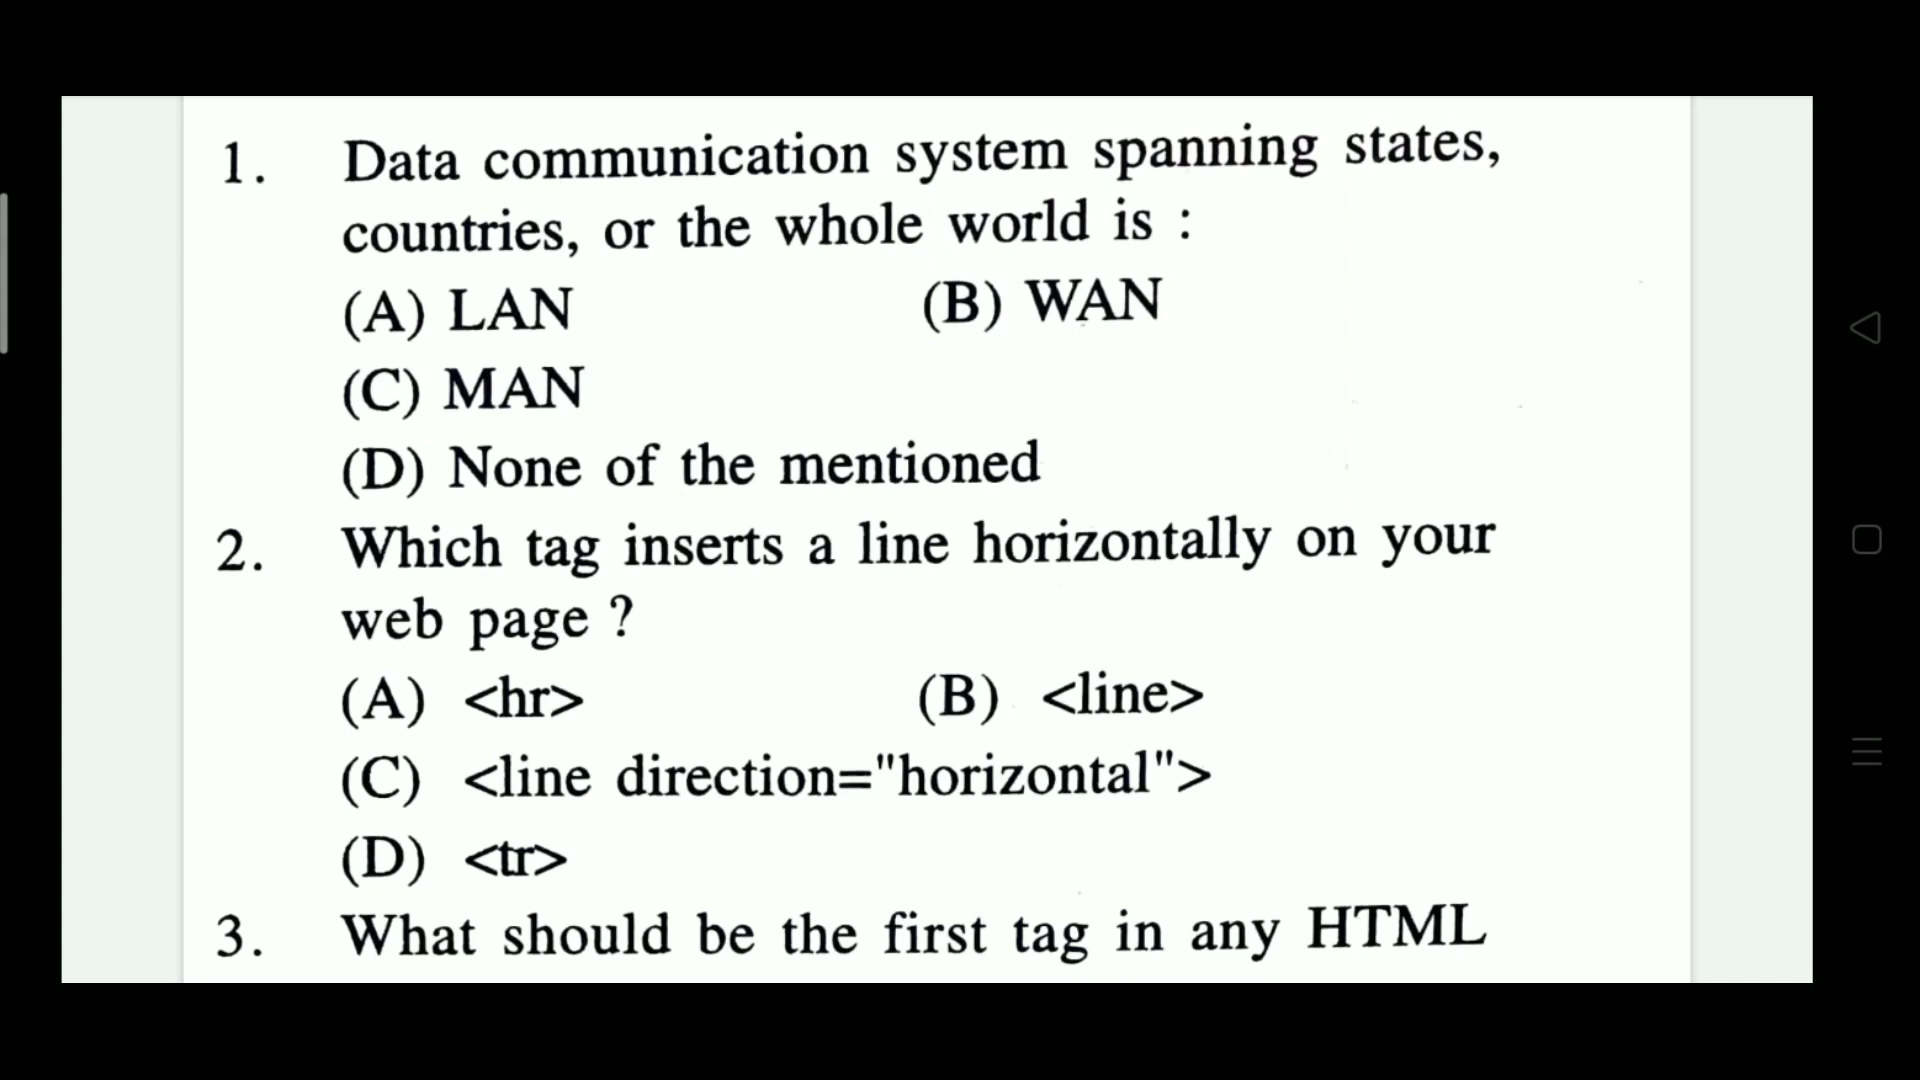 1. Data communication system spanning states,
countries, or the whole world is :
(A) LAN (B) WAN
(C) MAN
(D) None of the mentioned
2. Which tag inserts a line horizontally on your
web page ?
(A) <hr> (B) <line>
(C) <line direction="horizontal">
(D) <tr>
3. What should be the first tag in any HTML